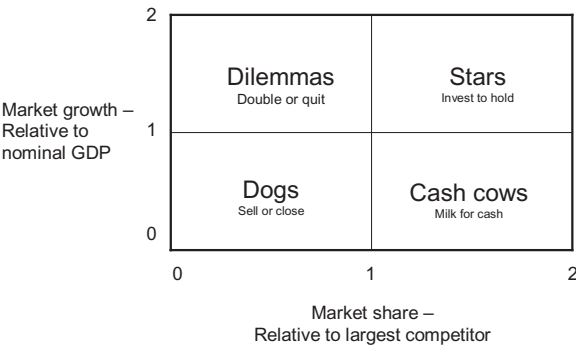 2
Dilemmas
Double or quit
Stars
Invest to hold
Market growth –
Relative to
nominal GDP
1
Dogs
Sell or close
Cash cows
Milk for cash
0
0
1
2
Market share –
Relative to largest competitor